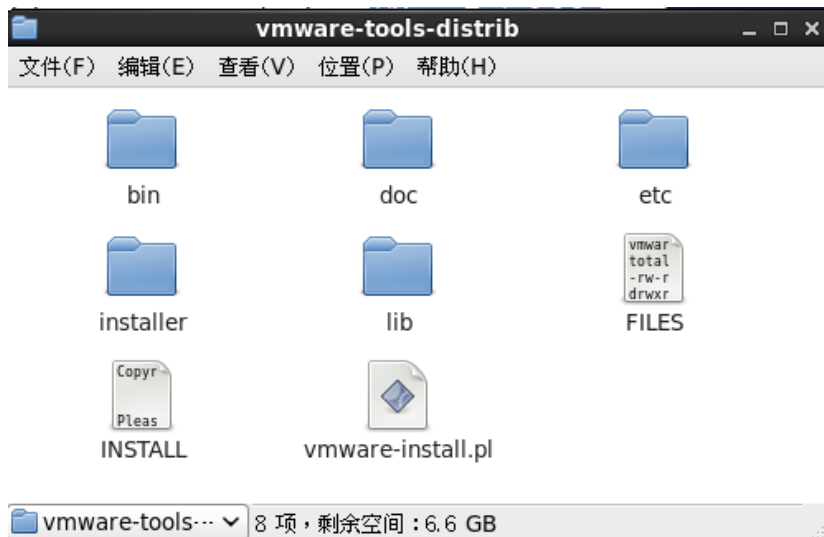 vmware-tools-distrib
文件(F) 编辑(E) 查看(V) 位置(P) 帮助(H)
bin doc etc
vmwar
total
-rw-r
drwxr
installer lib FILES
Copyr
Pleas
INSTALL vmware-install.pl
vmware-tools-··· 8 项，剩余空间：6.6 GB